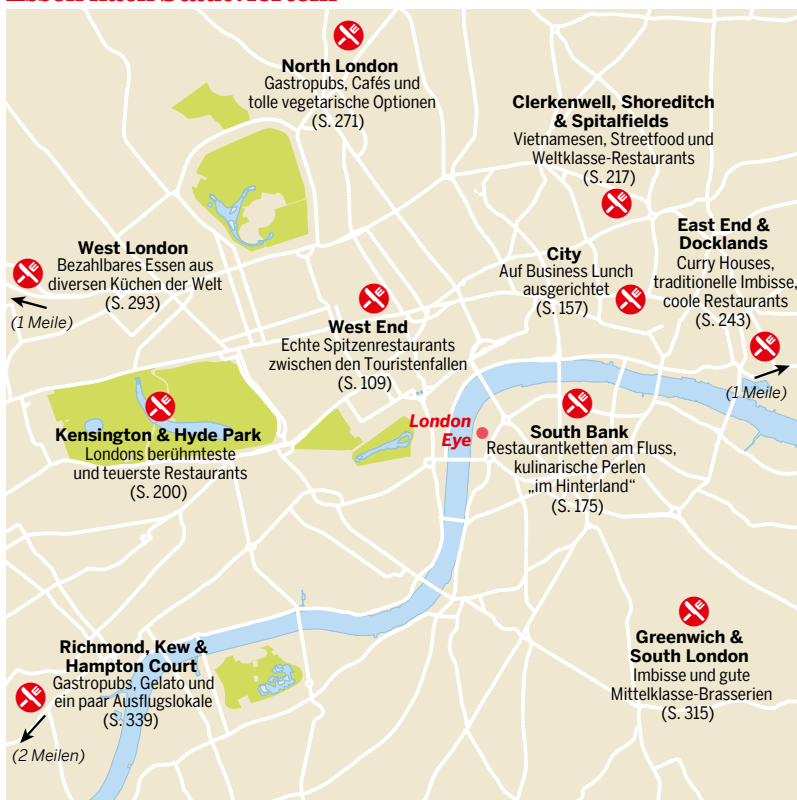 North London
Gastropubs, Cafés und
tolle vegetarische Optionen
(S. 271)
Clerkenwell, Shoreditch
& Spitalfields
Vietnamesen, Streetfood und
Weltklasse-Restaurants
(S. 217)
West London
Bezahlbares Essen aus
diversen Küchen der Welt
(S. 293)
(1 Meile)
City
Auf Business Lunch
ausgerichtet
(S. 157)
East End &
Docklands
Curry Houses,
traditionelle Imbisse,
coole Restaurants
(S. 243)
(1 Meile)
West End
Echte Spitzenrestaurants
zwischen den Touristenfallen
(S. 109)
Kensington & Hyde Park
Londons berühmteste
und teuerste Restaurants
(S. 200)
London
Eye
South Bank
Restaurantketten am Fluss,
kulinarische Perlen
„im Hinterland“
(S. 175)
Richmond, Kew &
Hampton Court
Gastropubs, Gelato und
ein paar Ausflugslokale
(S. 339)
(2 Meilen)
Greenwich &
South London
Imbisse und gute
Mittelklasse-Brasserien
(S. 315)